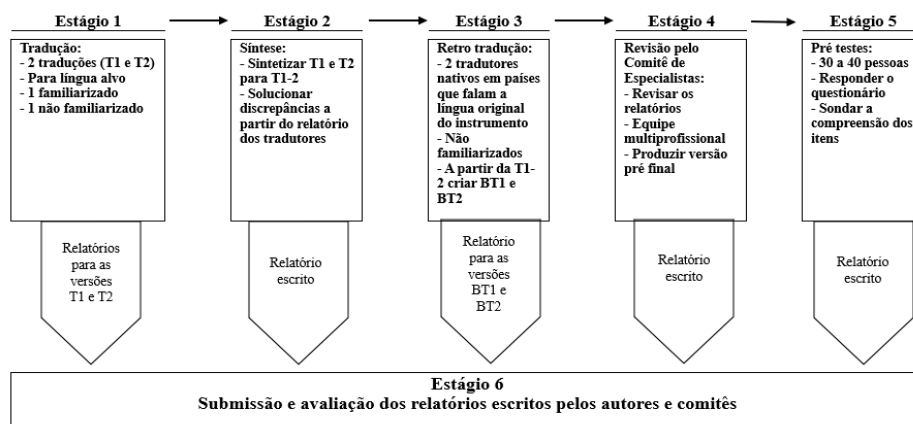 Estágio 1
Tradução:
- 2 traduções (T1 e T2)
- Para língua alvo
- 1 familiarizado
- 1 não familiarizado
Relatórios
para as
versões
T1 e T2
Estágio 2
Síntese:
- Sintetizar T1 e T2
para T1-2
- Solucionar
discrepâncias a
partir do relatório
dos tradutores
Relatório
escrito
Estágio 3
Retro tradução:
- 2 tradutores
nativos em países
que falam a
língua original
do instrumento
- Não
familiarizados
- A partir da T1-
2 criar BT1 e
BT2
Relatório
para as
versões
BT1 e
BT2
Estágio 4
Revisão pelo
Comitê de
Especialistas:
- Revisar os
relatórios
- Equipe
multiprofissional
- Produzir versão
pré final
Relatório
escrito
Estágio 5
Pré testes:
- 30 a 40 pessoas
- Responder o
questionário
- Sondar a
compreensão dos
itens
Relatório
escrito
Estágio 6
Submissão e avaliação dos relatórios escritos pelos autores e comitês